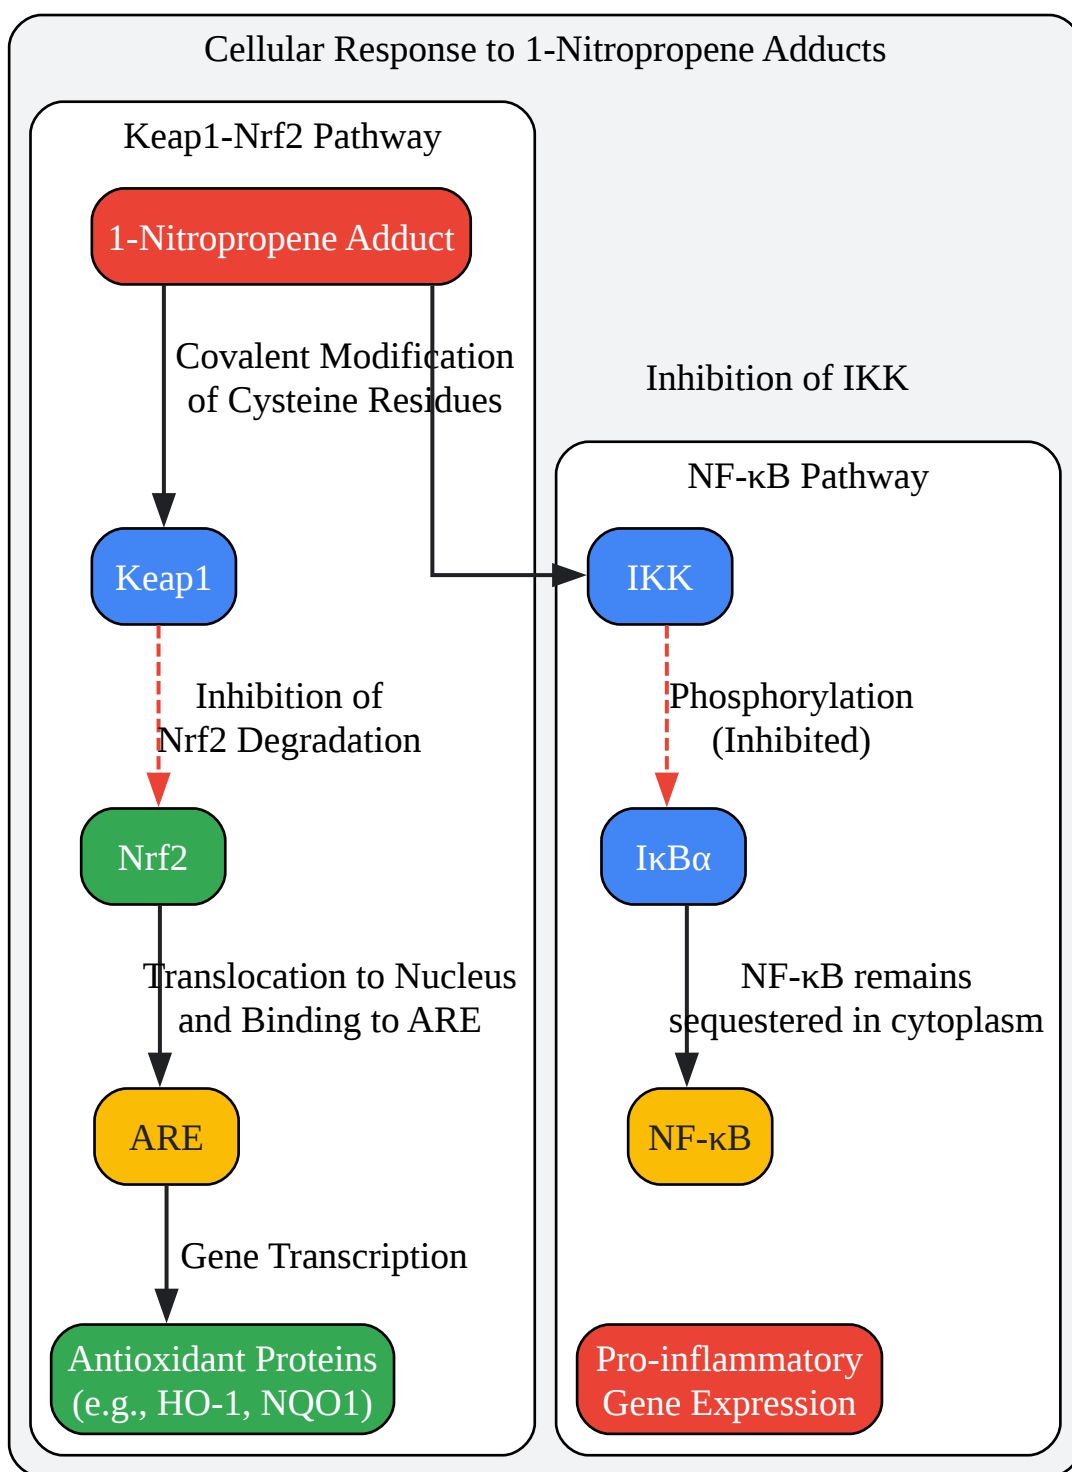 Cellular Response to 1-Nitropropene Adducts
Keap1-Nrf2 Pathway
1-Nitropropene Adduct
Covalent Modification
of Cysteine Residues
Keap1
Inhibition of
Nrf2 Degradation
Nrf2
Translocation to Nucleus
and Binding to ARE
ARE
Gene Transcription
Antioxidant Proteins
(e.g., HO-1, NQO1)
Inhibition of IKK
NF-κB Pathway
IKK
Phosphorylation
(Inhibited)
IκBα
NF-κB remains
sequestered in cytoplasm
NF-κB
Pro-inflammatory
Gene Expression